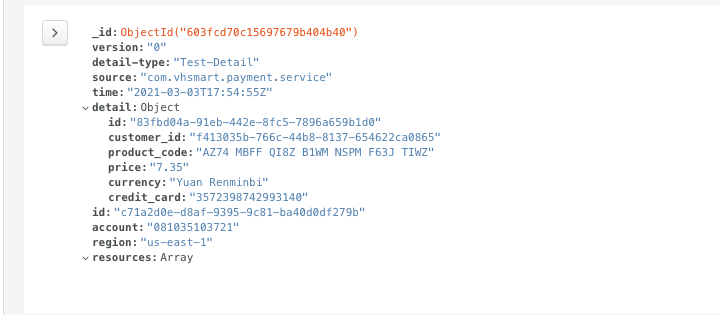 _id: ObjectId("603fcd70c15697679b404b40")
version: "0"
detail-type: "Test-Detail"
source: "com.vhsmart.payment.service"
time: "2021-03-03T17:54:55Z"
detail: Object
id: "83fbd04a-91eb-442e-8fc5-7896a659b1d0"
customer_id: "f413035b-766c-44b8-8137-654622ca0865"
product_code: "AZ74 MBFF QI8Z B1WM NSPM F63J TIWZ"
price: "7.35"
currency: "Yuan Renminbi"
credit_card: "3572398742993140"
id: "c71a2d0e-d8af-9395-9c81-ba40d0df279b"
account: "081035103721"
region: "us-east-1"
resources: Array